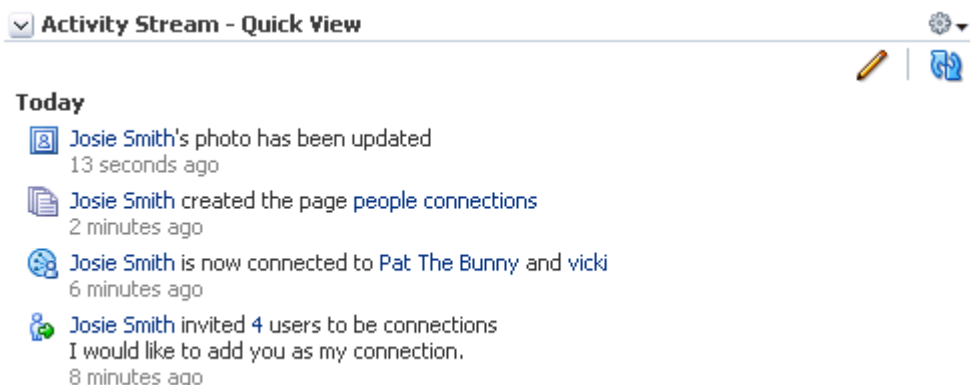 Activity Stream - Quick View
Today
Josie Smith's photo has been updated
13 seconds ago
Josie Smith created the page people connections
2 minutes ago
Josie Smith is now connected to Pat The Bunny and vicki
6 minutes ago
Josie Smith invited 4 users to be connections
I would like to add you as my connection.
8 minutes ago